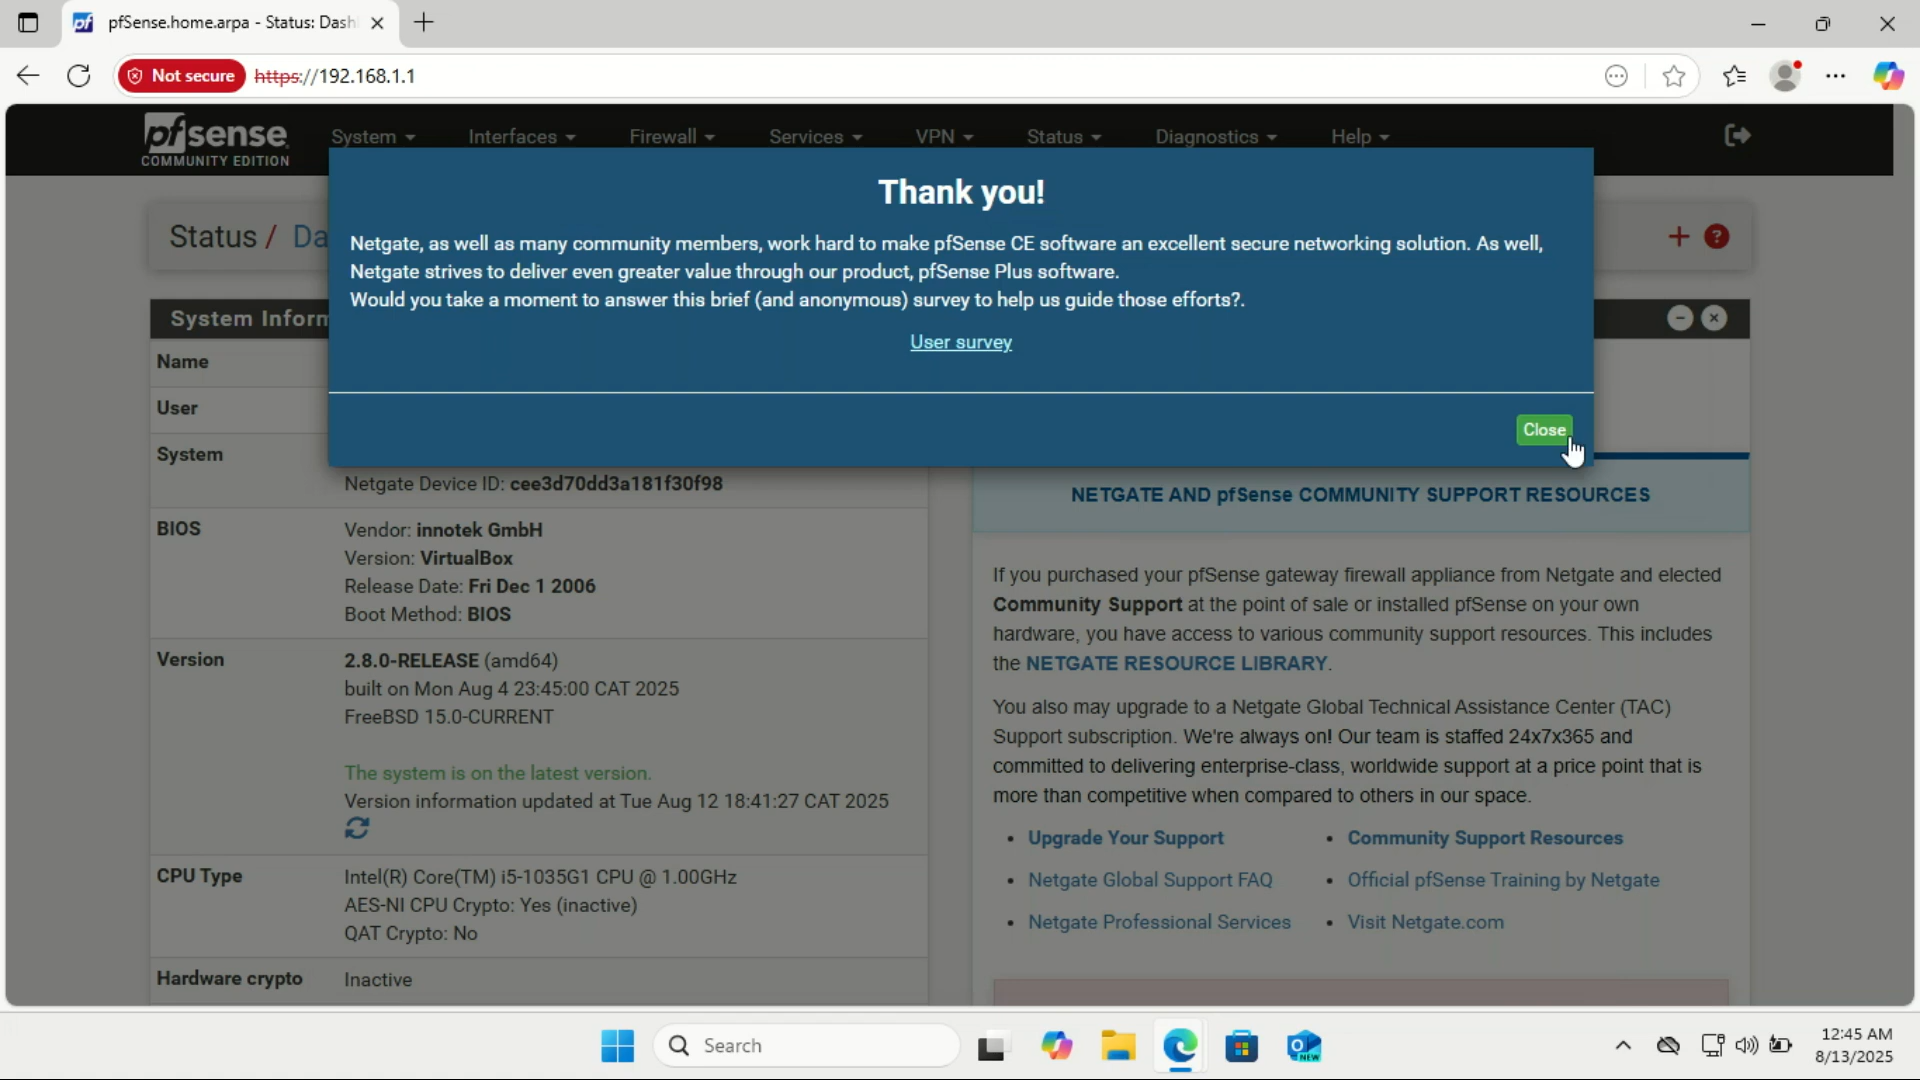 pfSense.home.arpa - Status: Dash
Not secure https://192.168.1.1
pfsense
COMMUNITY EDITION
System Interfaces Firewall Services VPN Status Diagnostics Help
Thank you!
Status / Da
Netgate, as well as many community members, work hard to make pfSense CE software an excellent secure networking solution. As well,
Netgate strives to deliver even greater value through our product, pfSense Plus software.
Would you take a moment to answer this brief (and anonymous) survey to help us guide those efforts?.
User survey
Close
System Inform
Name
User
System
Netgate Device ID: cee3d70dd3a181f30f98
BIOS
Vendor: innotek GmbH
Version: VirtualBox
Release Date: Fri Dec 1 2006
Boot Method: BIOS
Version
2.8.0-RELEASE (amd64)
built on Mon Aug 4 23:45:00 CAT 2025
FreeBSD 15.0-CURRENT
The system is on the latest version.
Version information updated at Tue Aug 12 18:41:27 CAT 2025
CPU Type
Intel(R) Core(TM) i5-1035G1 CPU @ 1.00GHz
AES-NI CPU Crypto: Yes (inactive)
QAT Crypto: No
Hardware crypto
Inactive
NETGATE AND pfSense COMMUNITY SUPPORT RESOURCES
If you purchased your pfSense gateway firewall appliance from Netgate and elected
Community Support at the point of sale or installed pfSense on your own
hardware, you have access to various community support resources. This includes
the NETGATE RESOURCE LIBRARY.
You also may upgrade to a Netgate Global Technical Assistance Center (TAC)
Support subscription. We're always on! Our team is staffed 24x7x365 and
committed to delivering enterprise-class, worldwide support at a price point that is
more than competitive when compared to others in our space.
Upgrade Your Support
Community Support Resources
Netgate Global Support FAQ
Official pfSense Training by Netgate
Netgate Professional Services
Visit Netgate.com
Search
NEW
12:45 AM
8/13/2025